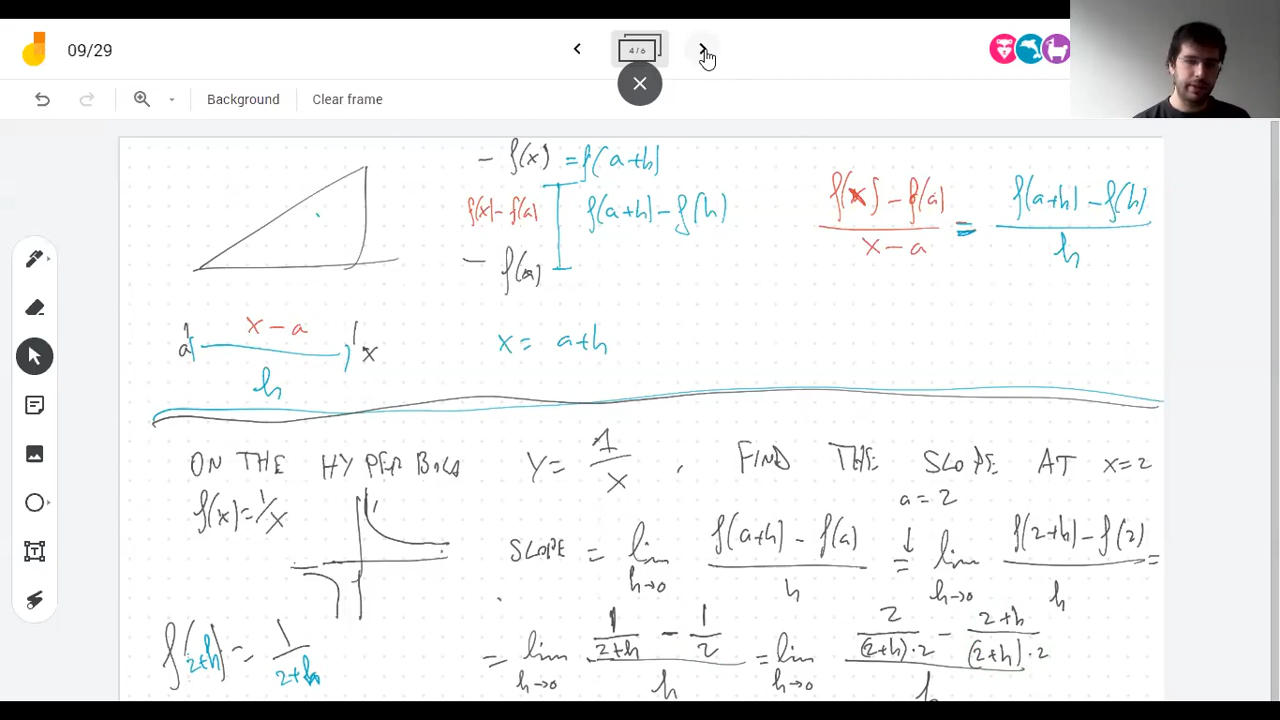 09/29
4 / 6
Background
Clear frame
– f(x) = f(a+h)
f(x) – f(a)
f(a+h) – f(h)
– f(a)
f(x) – f(a) / x – a = f(a+h) – f(h) / h
x – a
a
x
h
x = a+h
ON THE HYPERBOLA Y = 1/x , FIND THE SLOPE AT x=2
f(x) = 1/x
a = 2
SLOPE = lim h→0 f(a+h) – f(a) / h = lim h→0 f(2+h) – f(2) / h =
f(2+h) = 1/2+h
= lim h→0 1/2+h – 1/2 / h = lim h→0 2/(2+h)·2 – 2+h/(2+h)·2 / h